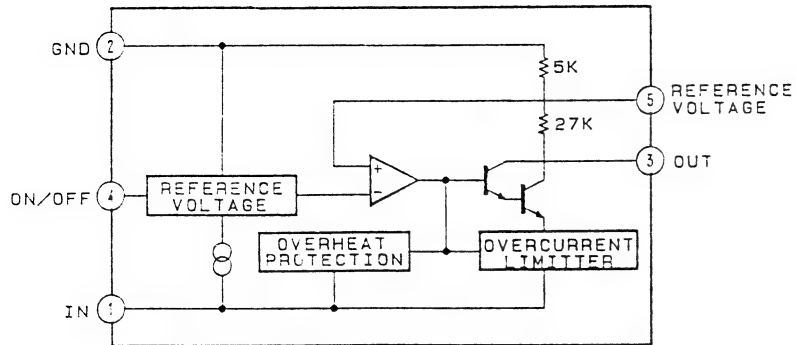 GND
2
5K
5
REFERENCE
VOLTAGE
27K
3
OUT
ON/OFF
4
REFERENCE
VOLTAGE
+
-
OVERHEAT
PROTECTION
OVERCURRENT
LIMITTER
IN
1